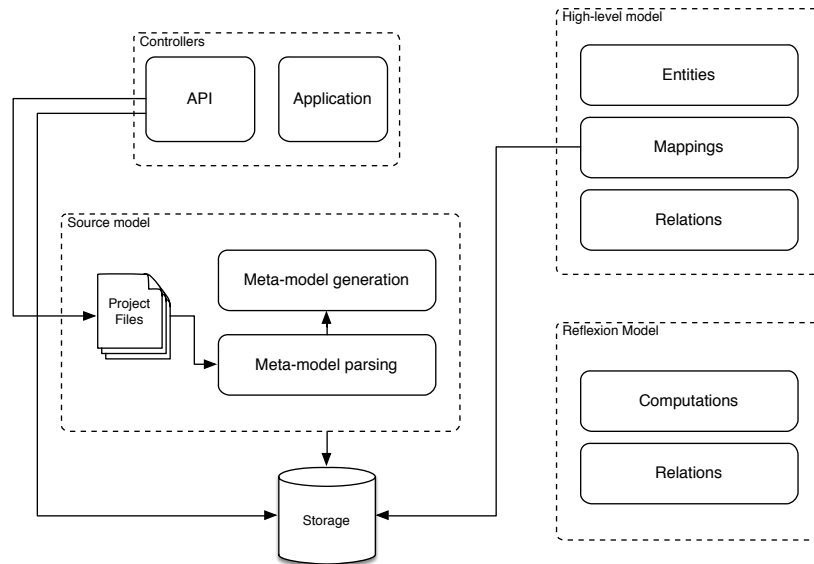 Controllers
API
Application
High-level model
Entities
Mappings
Relations
Source model
Project
Files
Meta-model generation
Meta-model parsing
Reflexion Model
Computations
Relations
Storage